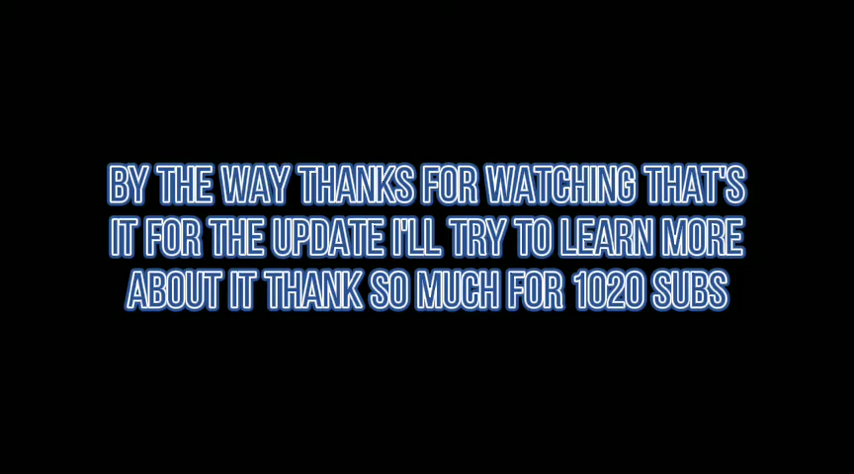 BY THE WAY THANKS FOR WATCHING THAT'S
IT FOR THE UPDATE I'LL TRY TO LEARN MORE
ABOUT IT THANK SO MUCH FOR 1020 SUBS